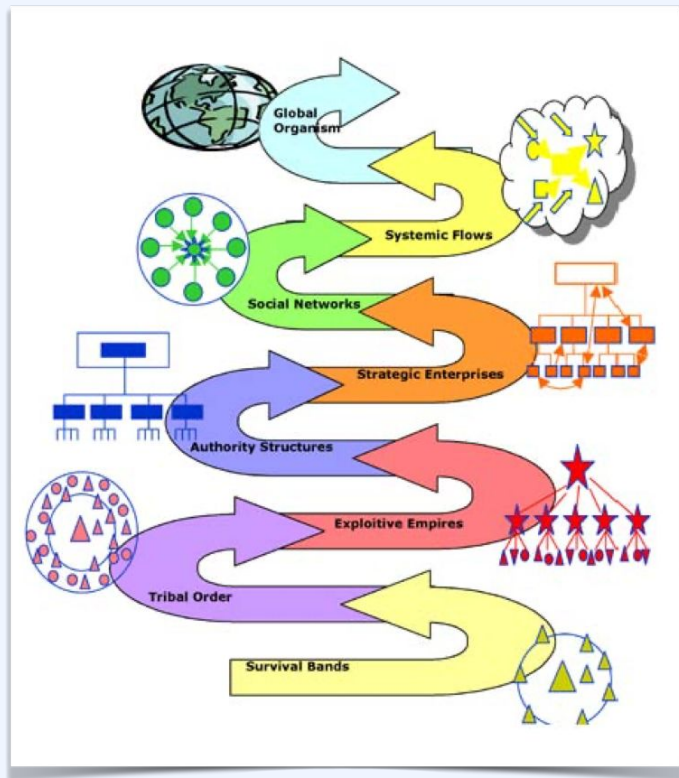 Global
Organism
Systemic Flows
Social Networks
Strategic Enterprises
Authority Structures
Exploitive Empires
Tribal Order
Survival Bands